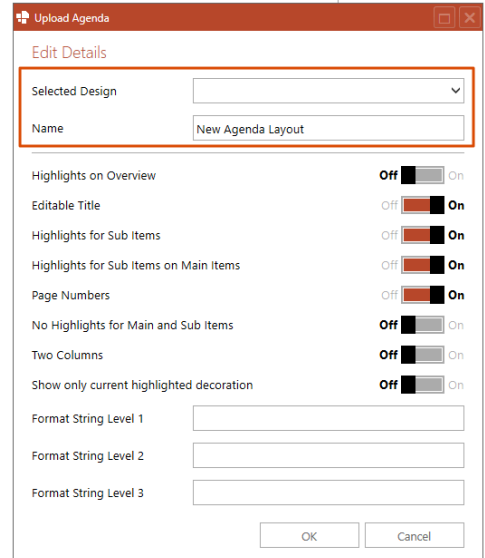 Upload Agenda
Edit Details
Selected Design
Name New Agenda Layout
Highlights on Overview Off On
Editable Title Off On
Highlights for Sub Items Off On
Highlights for Sub Items on Main Items Off On
Page Numbers Off On
No Highlights for Main and Sub Items Off On
Two Columns Off On
Show only current highlighted decoration Off On
Format String Level 1
Format String Level 2
Format String Level 3
OK Cancel